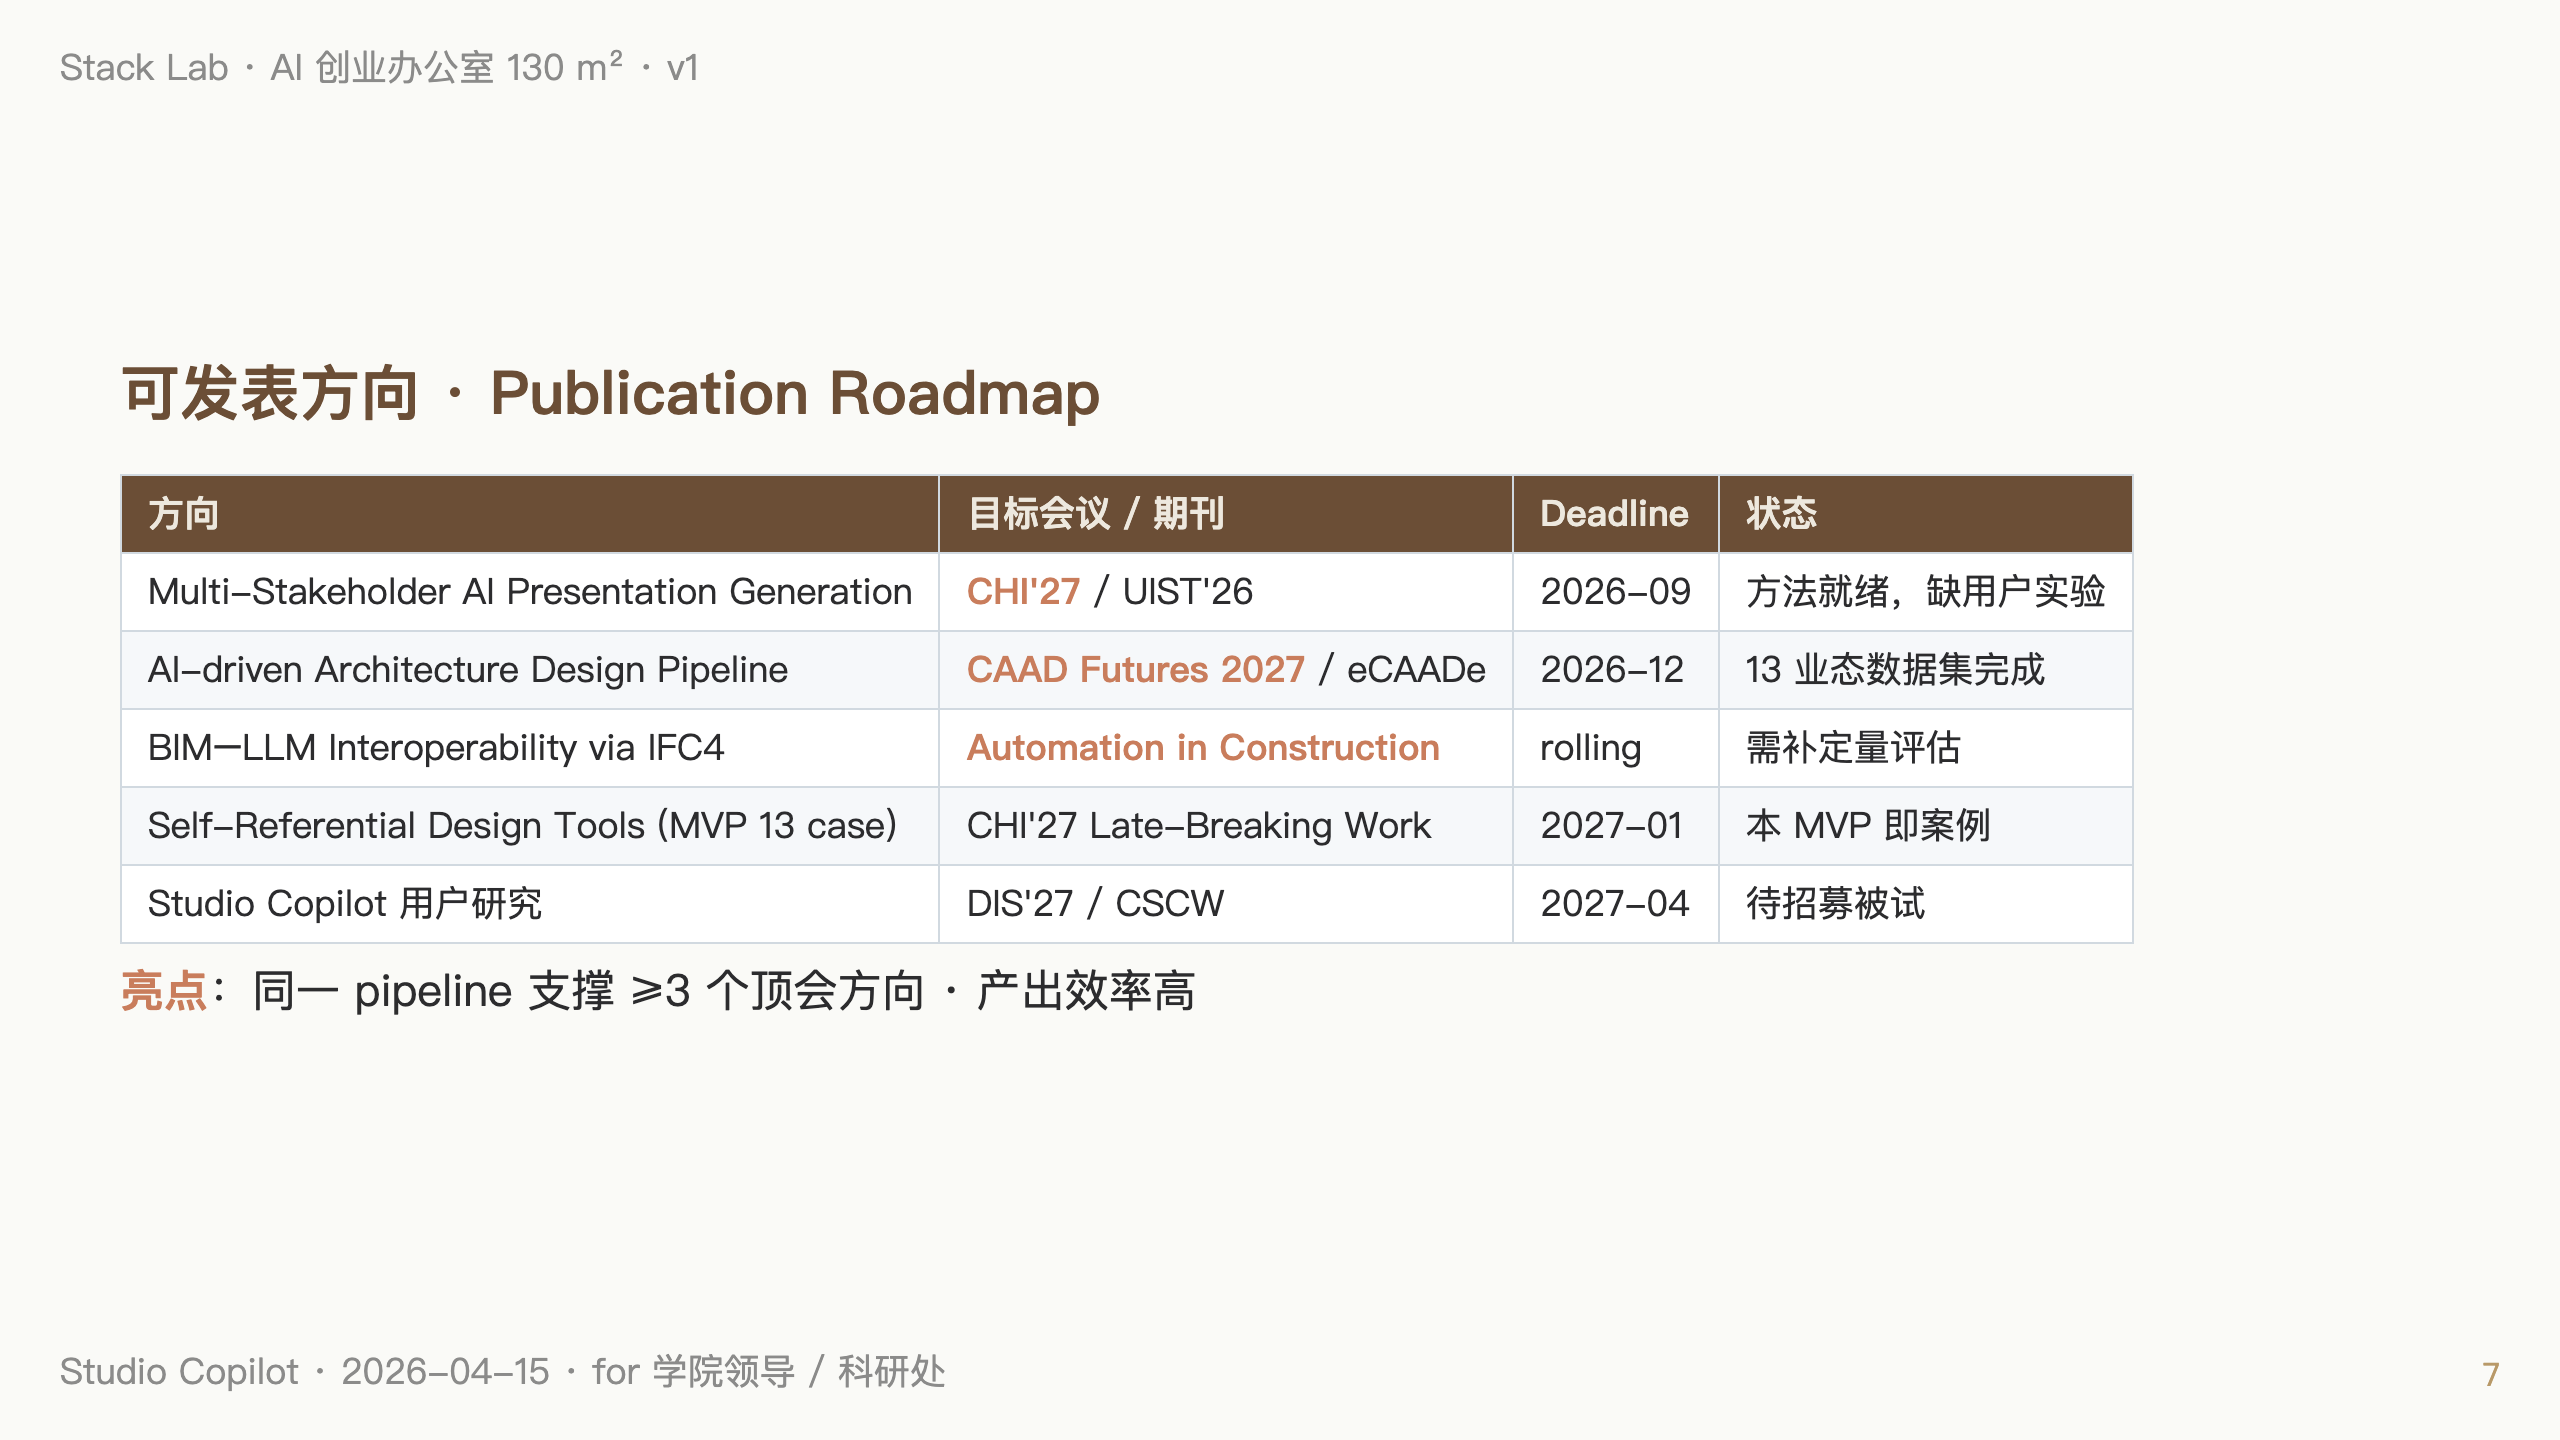 Stack Lab · AI 创业办公室 130 m² · v1
可发表方向 · Publication Roadmap
方向 目标会议 / 期刊 Deadline 状态
Multi-Stakeholder AI Presentation Generation CHI'27 / UIST'26 2026-09 方法就绪，缺用户实验
AI-driven Architecture Design Pipeline CAAD Futures 2027 / eCAADe 2026-12 13 业态数据集完成
BIM—LLM Interoperability via IFC4 Automation in Construction rolling 需补定量评估
Self-Referential Design Tools (MVP 13 case) CHI'27 Late-Breaking Work 2027-01 本 MVP 即案例
Studio Copilot 用户研究 DIS'27 / CSCW 2027-04 待招募被试
亮点：同一 pipeline 支撑 ≥3 个顶会方向 · 产出效率高
Studio Copilot · 2026-04-15 · for 学院领导 / 科研处
7